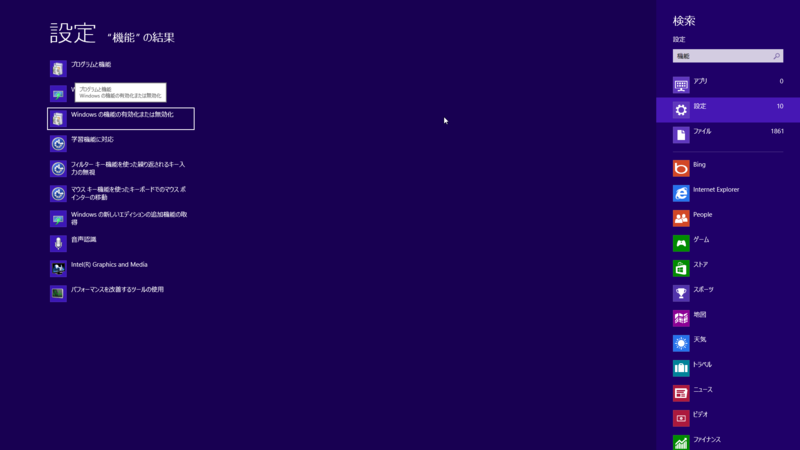 設定 “機能” の結果
プログラムと機能
W
プログラムと機能
Windows の機能の有効化または無効化
Windows の機能の有効化または無効化
学習機能に対応
フィルター キー機能を使った繰り返されるキー入
力の無視
マウス キー機能を使ったキーボードでのマウス ポ
インターの移動
Windows の新しいエディションの追加機能の取
得
音声認識
Intel(R) Graphics and Media
パフォーマンスを改善するツールの使用
検索
設定
機能
アプリ 0
設定 10
ファイル 1861
Bing
Internet Explorer
People
ゲーム
ストア
スポーツ
地図
天気
トラベル
ニュース
ビデオ
ファイナンス